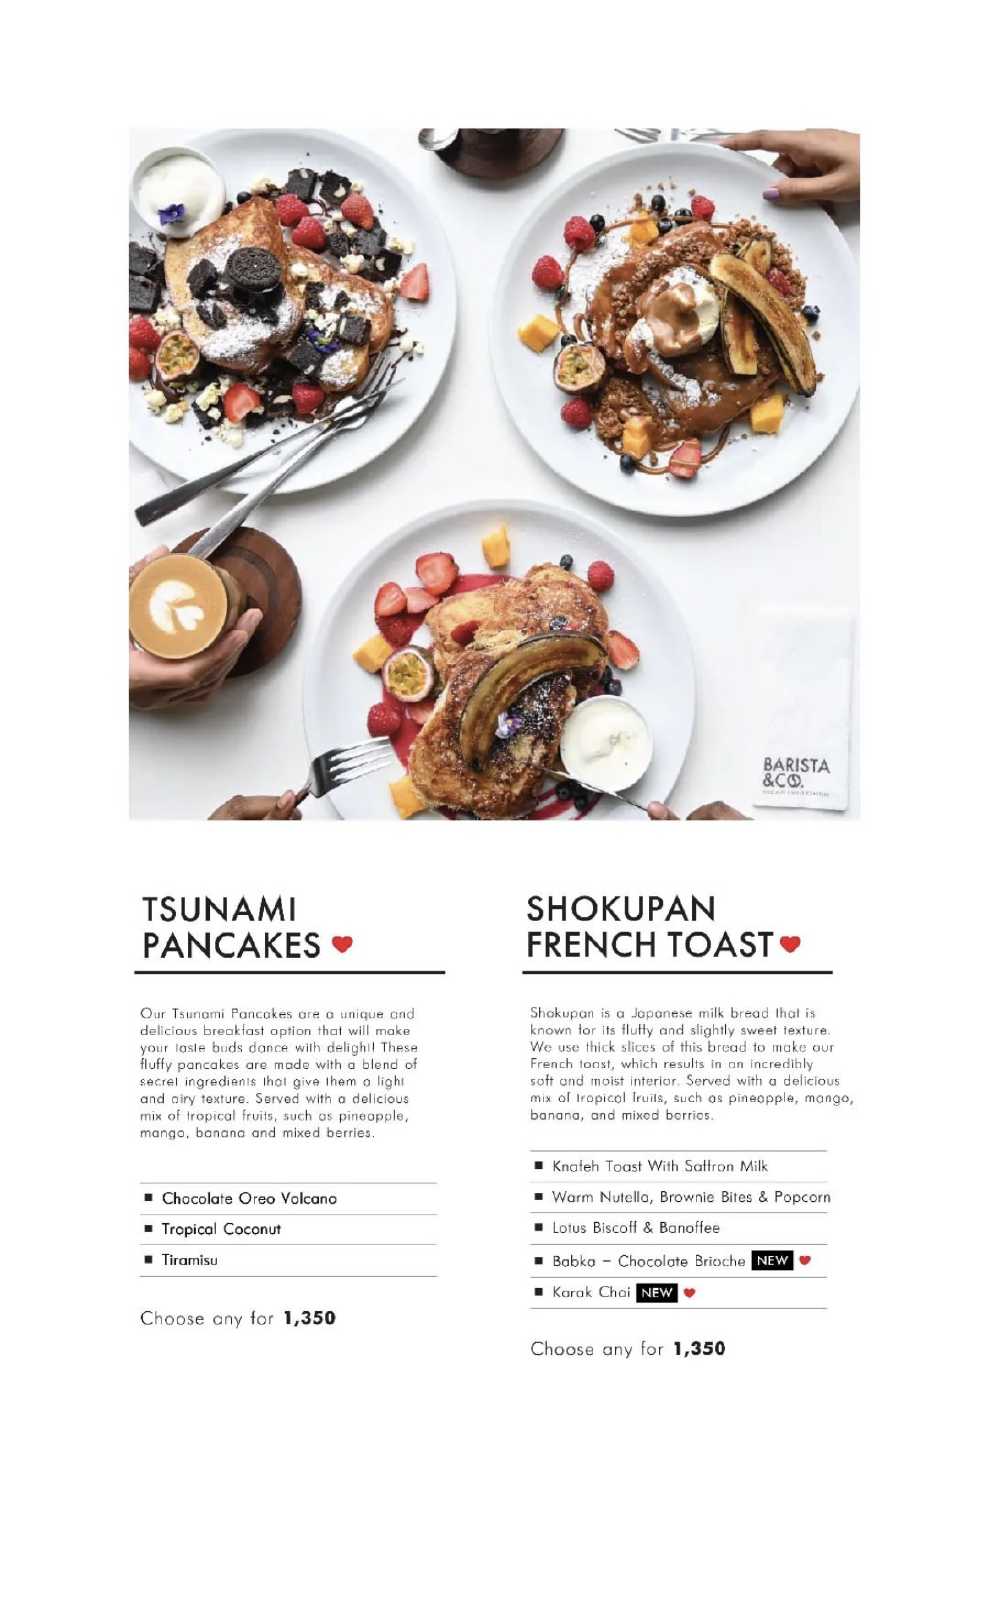 BARISTA
&CO.
TSUNAMI
PANCAKES
Our Tsunami Pancakes are a unique and
delicious breakfast option that will make
your taste buds dance with delight! These
fluffy pancakes are made with a blend of
secret ingredients that give them a light
and airy texture. Served with a delicious
mix of tropical fruits, such as pineapple,
mango, banana and mixed berries.
■ Chocolate Oreo Volcano
■ Tropical Coconut
■ Tiramisu
Choose any for 1,350
SHOKUPAN
FRENCH TOAST
Shokupan is a Japanese milk bread that is
known for its fluffy and slightly sweet texture.
We use thick slices of this bread to make our
French toast, which results in an incredibly
soft and moist interior. Served with a delicious
mix of tropical fruits, such as pineapple, mango,
banana, and mixed berries.
■ Knafeh Toast With Saffron Milk
■ Warm Nutella, Brownie Bites & Popcorn
■ Lotus Biscoff & Banoffee
■ Babka – Chocolate Brioche NEW
■ Karak Chai NEW
Choose any for 1,350